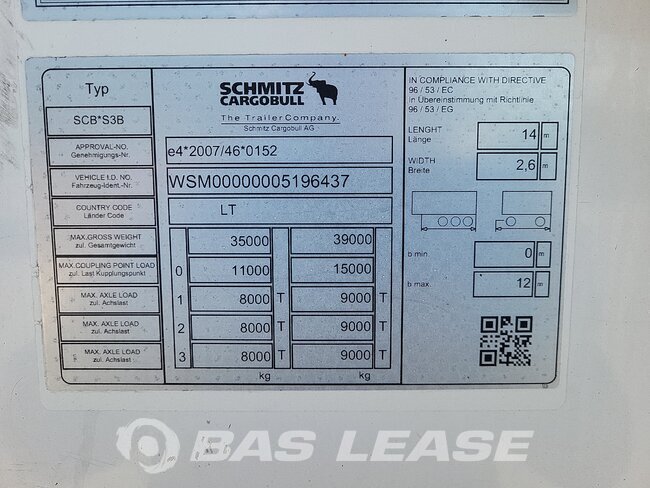 Typ
SCB*S3B
APPROVAL-NO.
Genehmigungs-Nr.
VEHICLE I.D. NO.
Fahrzeug-Ident.-Nr.
COUNTRY CODE
Länder Code
MAX.GROSS WEIGHT
zul. Gesamtgewicht
MAX.COUPLING POINT LOAD
zul. Last Kupplungspunkt
MAX. AXLE LOAD
zul. Achslast
MAX. AXLE LOAD
zul. Achslast
MAX. AXLE LOAD
zul. Achslast
SCHMITZ
CARGOBULL
The TrailerCompany.
Schmitz Cargobull AG
e4*2007/46*0152
WSM00000005196437
LT
35000 39000
0 11000 15000
1 8000 T 9000 T
2 8000 T 9000 T
3 8000 T 9000 T
kg kg
IN COMPLIANCE WITH DIRECTIVE
96 / 53 / EC
in Übereinstimmung mit Richtlinie
96 / 53 / EG
LENGHT
Länge
14 m
WIDTH
Breite
2,6 m
b min. 0 m
b max. 12 m
BAS LEASE